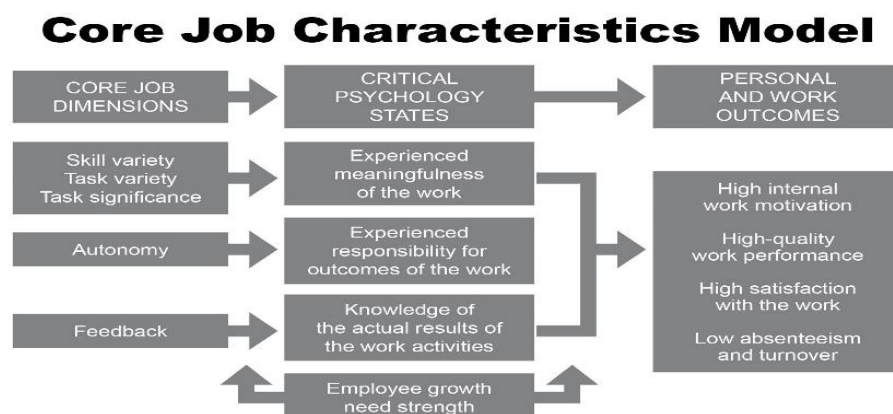 Core Job Characteristics Model
CORE JOB
DIMENSIONS
CRITICAL
PSYCHOLOGY
STATES
PERSONAL
AND WORK
OUTCOMES
Skill variety
Task variety
Task significance
Experienced
meaningfulness
of the work
Autonomy
Experienced
responsibility for
outcomes of the work
Feedback
Knowledge of
the actual results of
the work activities
High internal
work motivation
High-quality
work performance
High satisfaction
with the work
Low absenteeism
and turnover
Employee growth
need strength